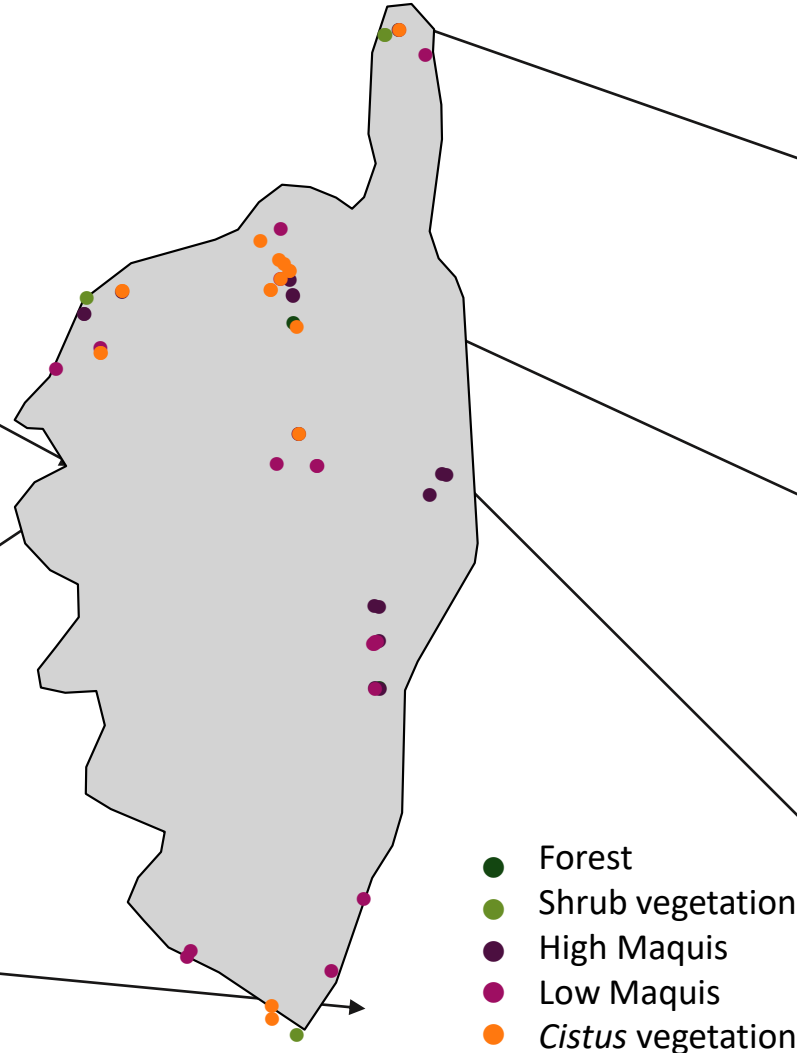 Forest
Shrub vegetation
High Maquis
Low Maquis
Cistus vegetation